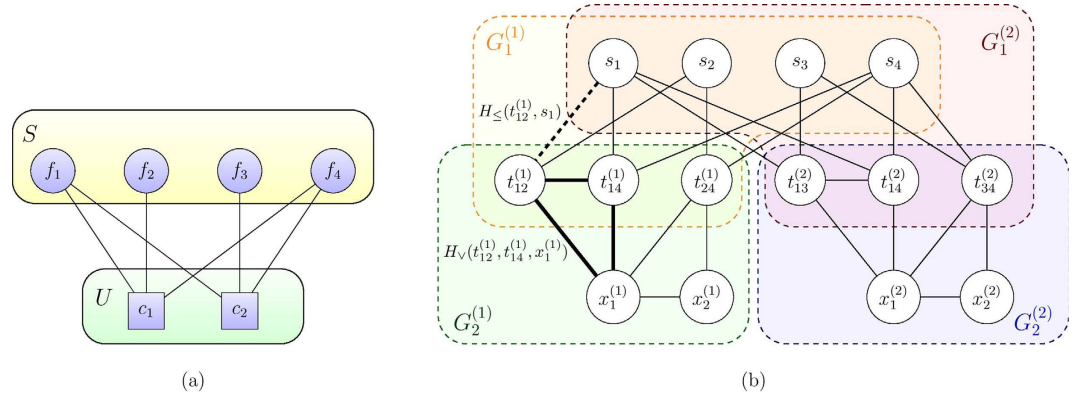 S
f₁ f₂ f₃ f₄
U
c₁ c₂
(a)
G₁⁽¹⁾ G₁⁽²⁾
s₁ s₂ s₃ s₄
H≤(t₁₂⁽¹⁾, s₁)
t₁₂⁽¹⁾ t₁₄⁽¹⁾ t₂₄⁽¹⁾ t₁₃⁽²⁾ t₁₄⁽²⁾ t₃₄⁽²⁾
H∨(t₁₂⁽¹⁾, t₁₄⁽¹⁾, x₁⁽¹⁾)
x₁⁽¹⁾ x₂⁽¹⁾ x₁⁽²⁾ x₂⁽²⁾
G₂⁽¹⁾ G₂⁽²⁾
(b)